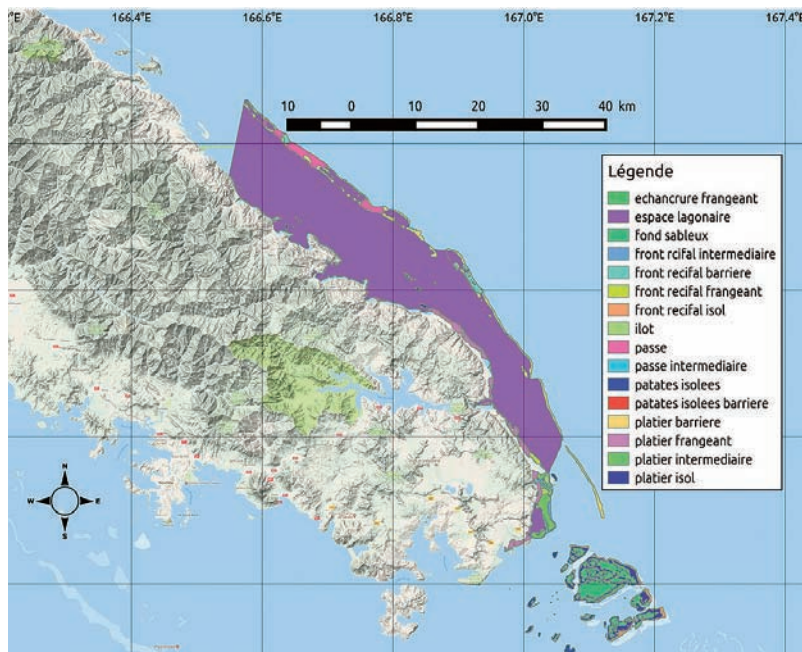 166.4°E 166.6°E 166.8°E 167.0°E 167.2°E 167.4°E
10 0 10 20 30 40 km
Légende
echancrure frangeant
espace lagonaire
fond sableux
front rcifal intermediaire
front recifal barriere
front recifal frangeant
front recifal isol
ilot
passe
passe intermediaire
patates isolees
patates isolees barriere
platier barriere
platier frangeant
platier intermediaire
platier isol
N
W E
S